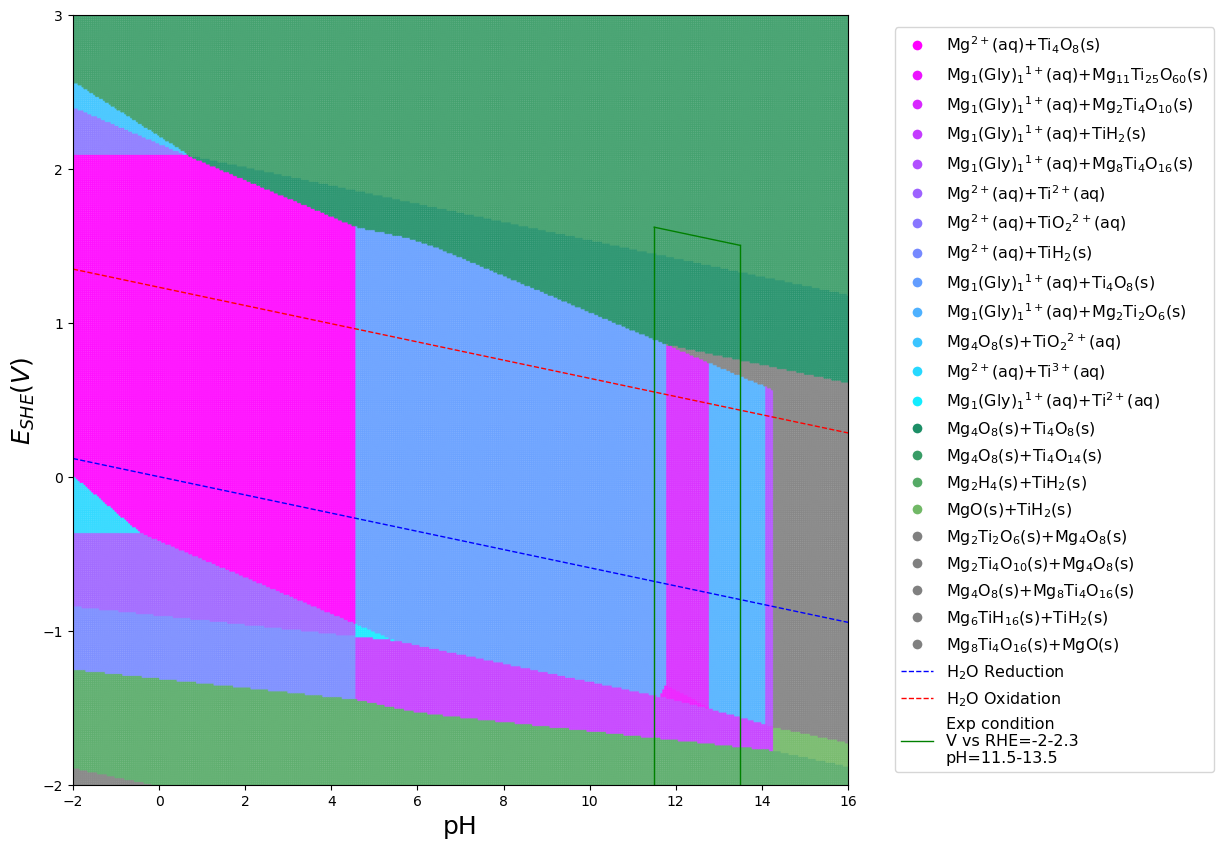 3
2
1
0
−1
−2
E_SHE(V)
−2 0 2 4 6 8 10 12 14 16
pH
Mg²⁺(aq)+Ti₄O₈(s)
Mg₁(Gly)₁¹⁺(aq)+Mg₁₁Ti₂₅O₆₀(s)
Mg₁(Gly)₁¹⁺(aq)+Mg₂Ti₄O₁₀(s)
Mg₁(Gly)₁¹⁺(aq)+TiH₂(s)
Mg₁(Gly)₁¹⁺(aq)+Mg₈Ti₄O₁₆(s)
Mg²⁺(aq)+Ti²⁺(aq)
Mg²⁺(aq)+TiO₂²⁺(aq)
Mg²⁺(aq)+TiH₂(s)
Mg₁(Gly)₁¹⁺(aq)+Ti₄O₈(s)
Mg₁(Gly)₁¹⁺(aq)+Mg₂Ti₂O₆(s)
Mg₄O₈(s)+TiO₂²⁺(aq)
Mg²⁺(aq)+Ti³⁺(aq)
Mg₁(Gly)₁¹⁺(aq)+Ti²⁺(aq)
Mg₄O₈(s)+Ti₄O₈(s)
Mg₄O₈(s)+Ti₄O₁₄(s)
Mg₂H₄(s)+TiH₂(s)
MgO(s)+TiH₂(s)
Mg₂Ti₂O₆(s)+Mg₄O₈(s)
Mg₂Ti₄O₁₀(s)+Mg₄O₈(s)
Mg₄O₈(s)+Mg₈Ti₄O₁₆(s)
Mg₆TiH₁₆(s)+TiH₂(s)
Mg₈Ti₄O₁₆(s)+MgO(s)
H₂O Reduction
H₂O Oxidation
Exp condition
V vs RHE=-2-2.3
pH=11.5-13.5